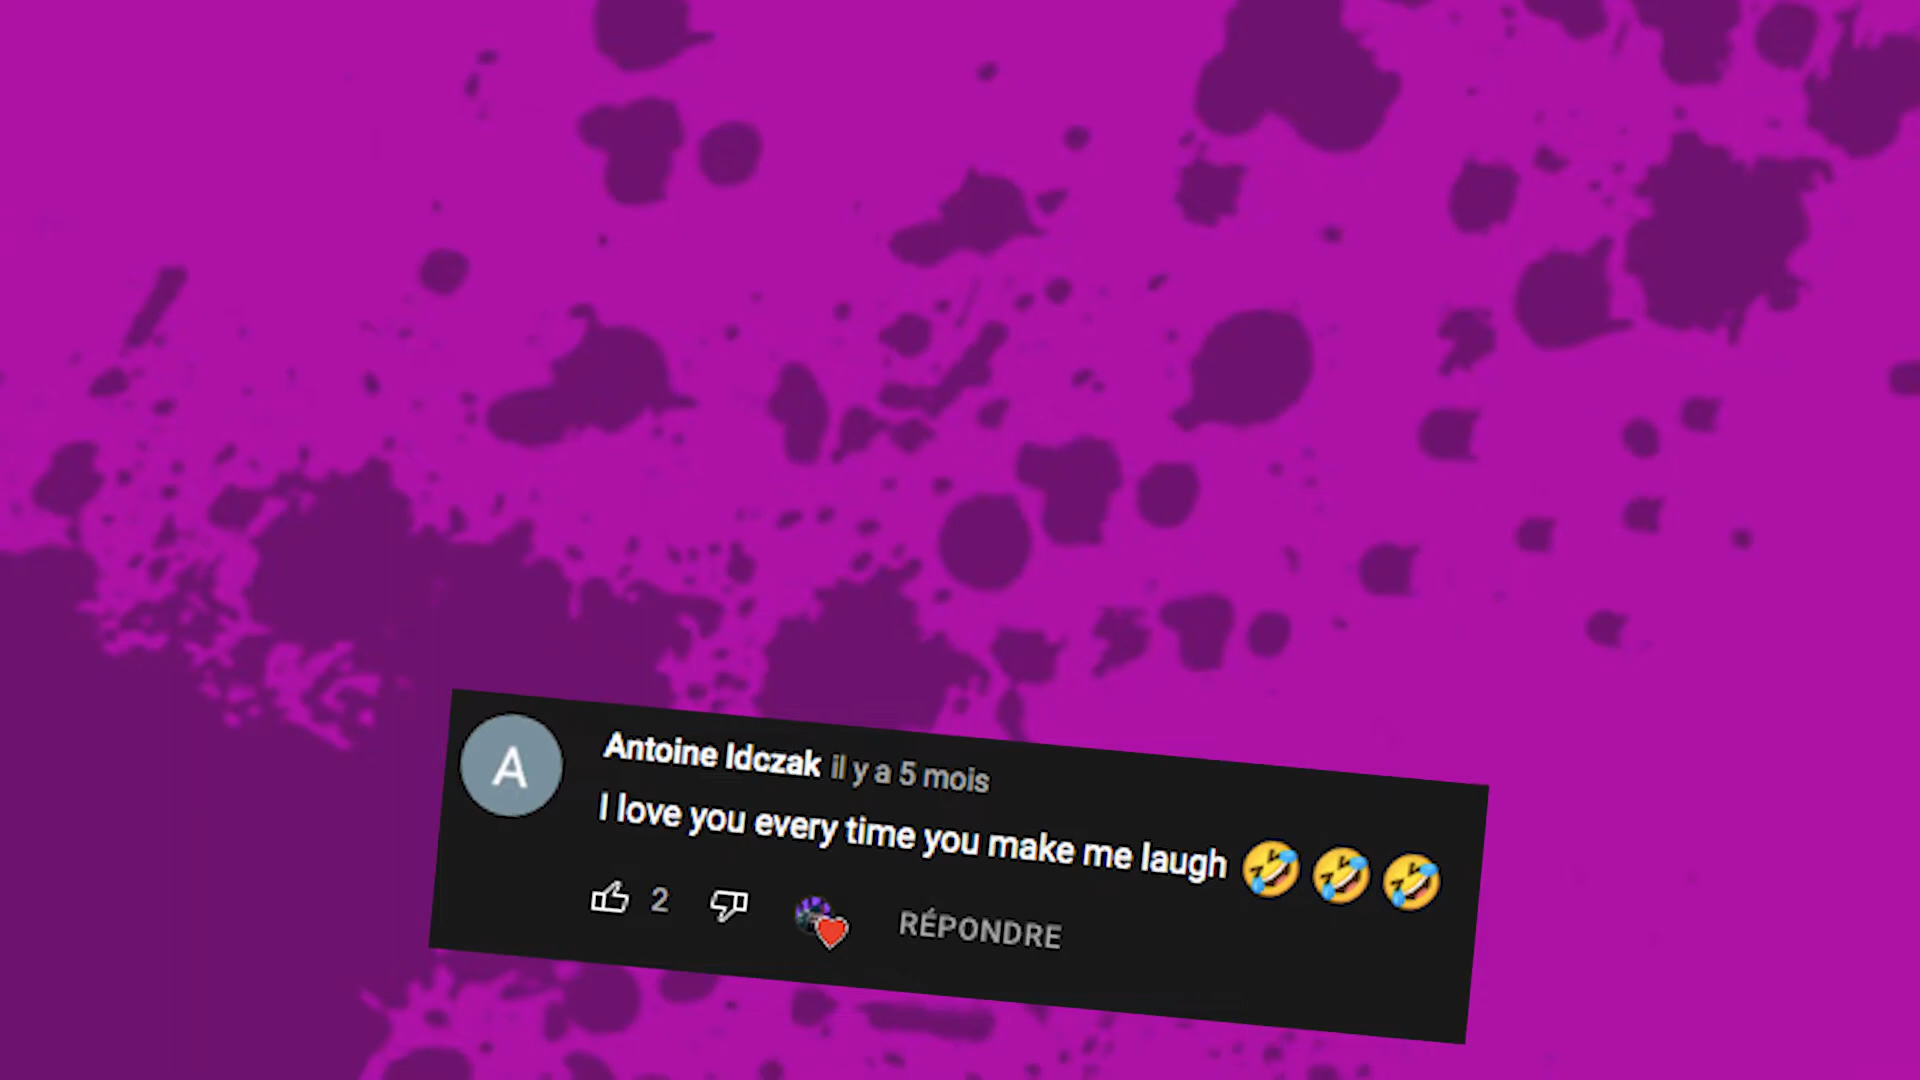 A
Antoine Idczak il y a 5 mois
I love you every time you make me laugh 🤣🤣🤣
2 RÉPONDRE